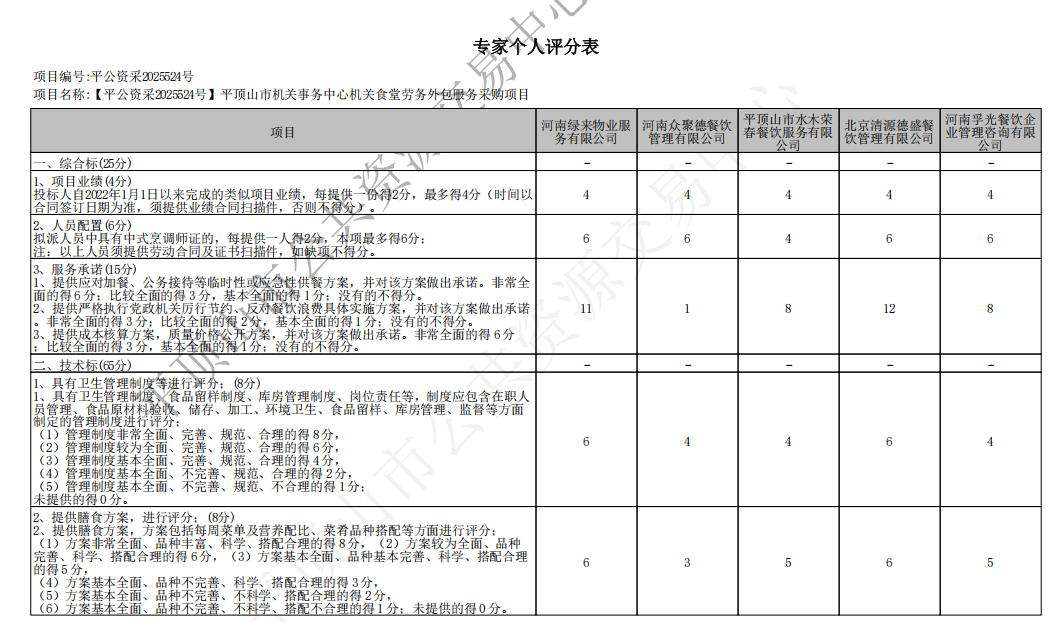 专家个人评分表
项目编号:平公资采2025524号
项目名称:【平公资采2025524号】平顶山市机关事务中心机关食堂劳务外包服务采购项目
项目 河南绿来物业服务有限公司 河南众聚德餐饮管理有限公司 平顶山市水木荣春餐饮服务有限公司 北京清源德盛餐饮管理有限公司 河南孚光餐饮企业管理咨询有限公司
一、综合标(25分) - - - - -
1、项目业绩(4分)
投标人自2022年1月1日以来完成的类似项目业绩，每提供一份得2分，最多得4分（时间以
合同签订日期为准，须提供业绩合同扫描件，否则不得分）。
4 4 4 4 4
2、人员配置(6分)
拟派人员中具有中式烹调师证的，每提供一人得2分，本项最多得6分；
注：以上人员须提供劳动合同及证书扫描件，如缺项不得分。
6 6 4 6 6
3、服务承诺(15分)
1、提供应对加餐、公务接待等临时性或应急性供餐方案，并对该方案做出承诺。非常全
面的得6分；比较全面的得3分，基本全面的得1分；没有的不得分。
2、提供严格执行党政机关厉行节约、反对餐饮浪费具体实施方案，并对该方案做出承诺
。非常全面的得3分；比较全面的得2分，基本全面的得1分；没有的不得分。
3、提供成本核算方案，质量价格公开方案，并对该方案做出承诺。非常全面的得6分
；比较全面的得3分，基本全面的得1分；没有的不得分。
11 1 8 12 8
二、技术标(65分) - - - - -
1、具有卫生管理制度等进行评分；(8分)
1、具有卫生管理制度、食品留样制度、库房管理制度、岗位责任等，制度应包含在职人
员管理、食品原材料验收、储存、加工、环境卫生、食品留样、库房管理、监督等方面
制定的管理制度进行评分；
（1）管理制度非常全面、完善、规范、合理的得8分，
（2）管理制度较为全面、完善、规范、合理的得6分，
（3）管理制度基本全面、完善、规范、合理的得4分，
（4）管理制度基本全面、不完善、规范、合理的得2分，
（5）管理制度基本全面、不完善、规范、不合理的得1分；
未提供的得0分。
6 4 4 6 4
2、提供膳食方案，进行评分；(8分)
2、提供膳食方案，方案包括每周菜单及营养配比、菜肴品种搭配等方面进行评分；
（1）方案非常全面、品种丰富、科学、搭配合理的得8分，（2）方案较为全面、品种
完善、科学、搭配合理的得6分，（3）方案基本全面、品种基本完善、科学、搭配合理
的得5分，
（4）方案基本全面、品种不完善、科学、搭配合理的得3分，
（5）方案基本全面、品种不完善、不科学、搭配合理的得2分，
（6）方案基本全面、品种不完善、不科学、搭配不合理的得1分；未提供的得0分。
6 3 5 6 5
平顶山市公共资源交易中心
平顶山市公共资源交易中心